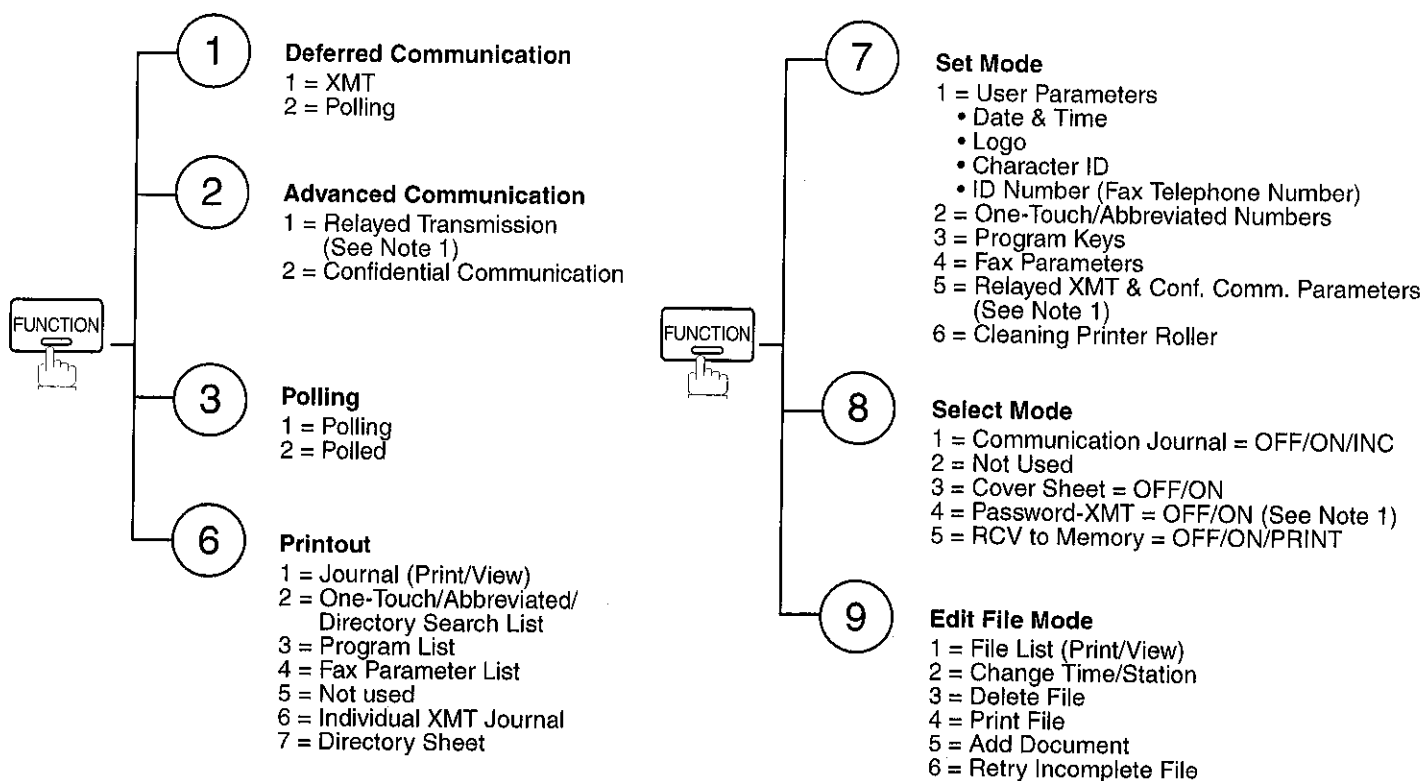 FUNCTION
1
Deferred Communication
1 = XMT
2 = Polling
2
Advanced Communication
1 = Relayed Transmission
(See Note 1)
2 = Confidential Communication
3
Polling
1 = Polling
2 = Polled
6
Printout
1 = Journal (Print/View)
2 = One-Touch/Abbreviated/
Directory Search List
3 = Program List
4 = Fax Parameter List
5 = Not used
6 = Individual XMT Journal
7 = Directory Sheet
FUNCTION
7
Set Mode
1 = User Parameters
• Date & Time
• Logo
• Character ID
• ID Number (Fax Telephone Number)
2 = One-Touch/Abbreviated Numbers
3 = Program Keys
4 = Fax Parameters
5 = Relayed XMT & Conf. Comm. Parameters
(See Note 1)
6 = Cleaning Printer Roller
8
Select Mode
1 = Communication Journal = OFF/ON/INC
2 = Not Used
3 = Cover Sheet = OFF/ON
4 = Password-XMT = OFF/ON (See Note 1)
5 = RCV to Memory = OFF/ON/PRINT
9
Edit File Mode
1 = File List (Print/View)
2 = Change Time/Station
3 = Delete File
4 = Print File
5 = Add Document
6 = Retry Incomplete File